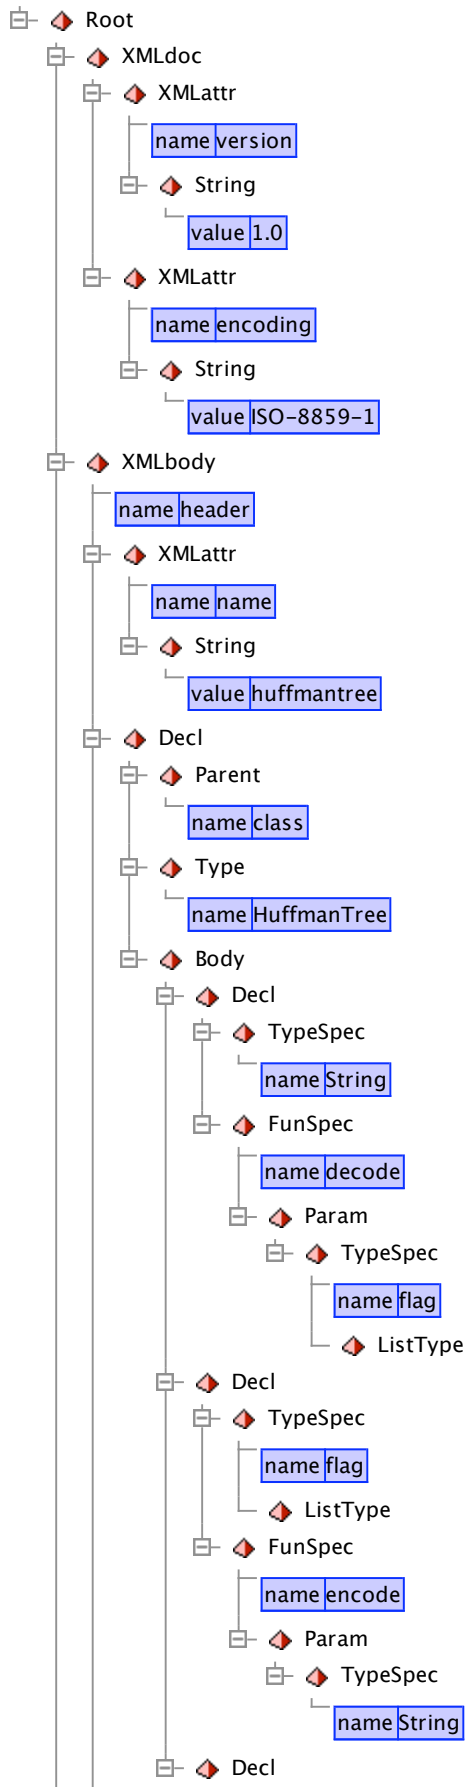 Root
XMLdoc
XMLattr
name version
String
value 1.0
XMLattr
name encoding
String
value ISO-8859-1
XMLbody
name header
XMLattr
name name
String
value huffmantree
Decl
Parent
name class
Type
name HuffmanTree
Body
Decl
TypeSpec
name String
FunSpec
name decode
Param
TypeSpec
name flag
ListType
Decl
TypeSpec
name flag
ListType
FunSpec
name encode
Param
TypeSpec
name String
Decl